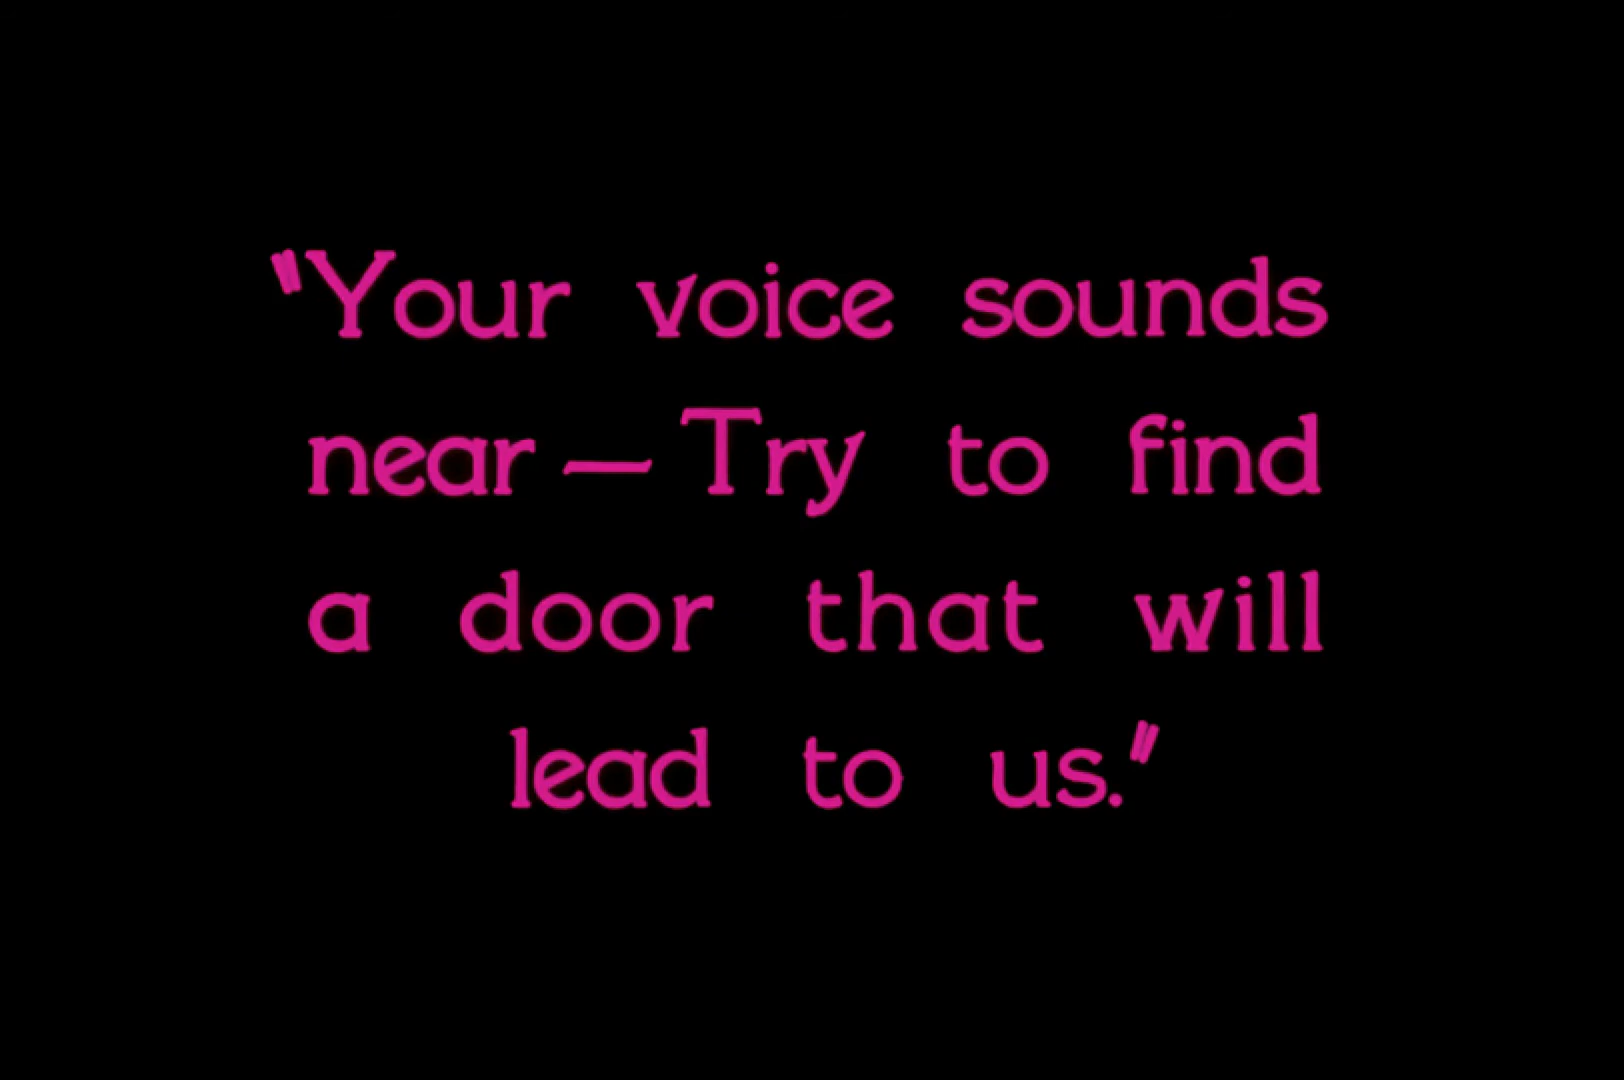 "Your voice sounds
near — Try to find
a door that will
lead to us."